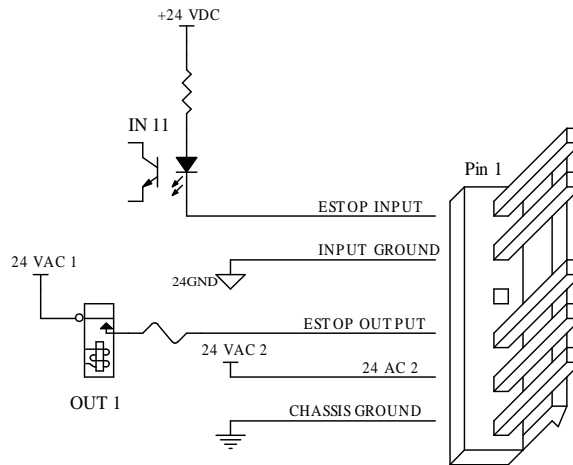 +24 VDC
IN 11
Pin 1
ESTOP INPUT
INPUT GROUND
24 VAC 1
24GND
ESTOP OUTPUT
24 VAC 2
24 AC 2
OUT 1
CHASSIS GROUND